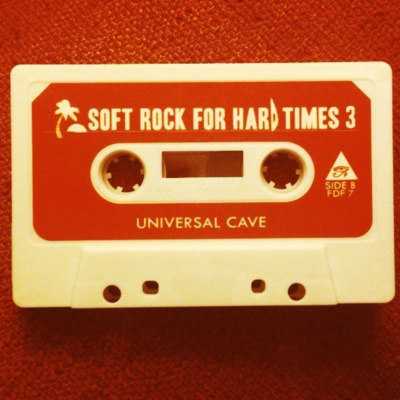 SOFT ROCK FOR HARD TIMES 3
SIDE B
FDF 7
UNIVERSAL CAVE